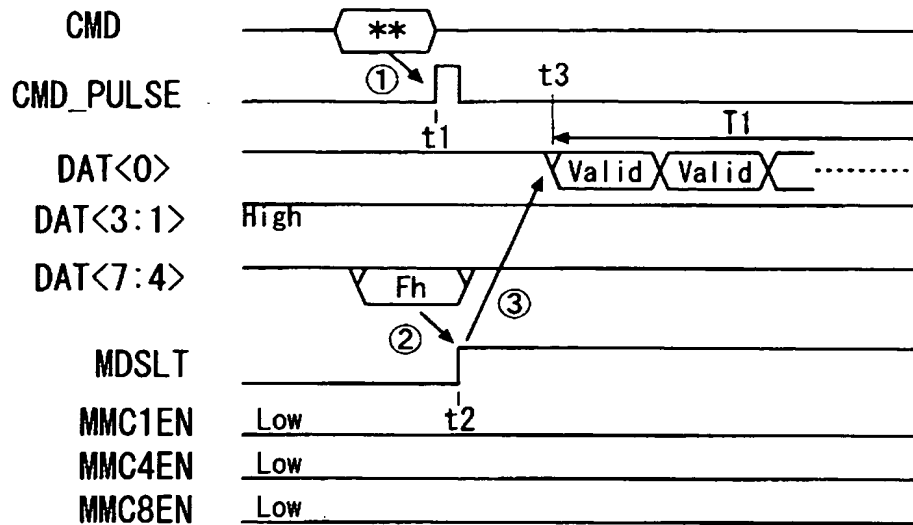 CMD **
①
CMD_PULSE
t1
t3
T1
DAT<0> Valid Valid
DAT<3:1> High
DAT<7:4> Fh
② ③
MDSLT
t2
MMC1EN Low
MMC4EN Low
MMC8EN Low